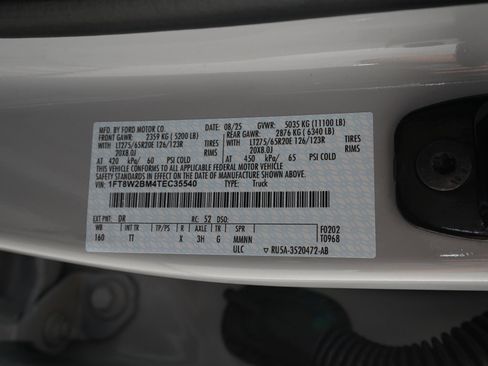 MFD. BY FORD MOTOR CO. DATE: 08/25 GVWR: 5035 KG (11100 LB)
FRONT GAWR: 2359 KG ( 5200 LB) REAR GAWR: 2876 KG ( 6340 LB)
LT275/65R20E 126/123R TIRES LT275/65R20E 126/123R TIRES
20X8.0J RIMS 20X8.0J RIMS
AT 420 kPa/ 60 PSI COLD AT 450 kPa/ 65 PSI COLD
THIS VEHICLE CONFORMS TO ALL APPLICABLE FEDERAL MOTOR VEHICLE
SAFETY STANDARDS IN EFFECT ON THE DATE OF MANUFACTURE SHOWN ABOVE.
VIN: 1FT8W2BM4TEC35540 TYPE: Truck
EXT PNT: DR RC: 52 DSO:
WB INT TR TP/PS R AXLE TR SPR F0202
160 TT X 3H G MMNN T0968
ULC RU5A-3520472-AB